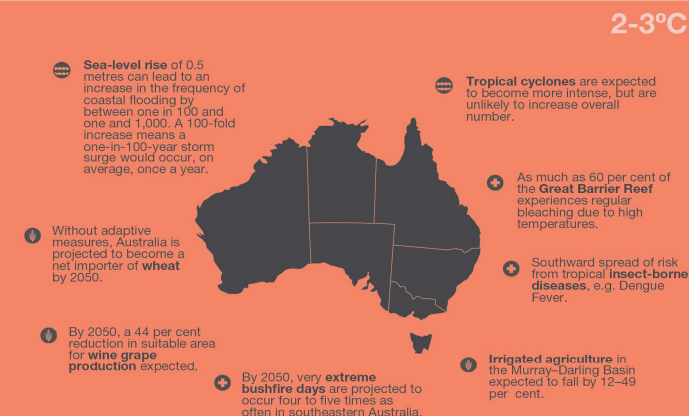 2-3ºC
Sea-level rise of 0.5
metres can lead to an
increase in the frequency of
coastal flooding by
between one in 100 and
one and 1,000. A 100-fold
increase means a
one-in-100-year storm
surge would occur, on
average, once a year.
Tropical cyclones are expected
to become more intense, but are
unlikely to increase overall
number.
As much as 60 per cent of
the Great Barrier Reef
experiences regular
bleaching due to high
temperatures.
Without adaptive
measures, Australia is
projected to become a
net importer of wheat
by 2050.
Southward spread of risk
from tropical insect-borne
diseases, e.g. Dengue
Fever.
By 2050, a 44 per cent
reduction in suitable area
for wine grape
production expected.
Irrigated agriculture in
the Murray–Darling Basin
expected to fall by 12–49
per cent.
By 2050, very extreme
bushfire days are projected to
occur four to five times as
often in southeastern Australia.